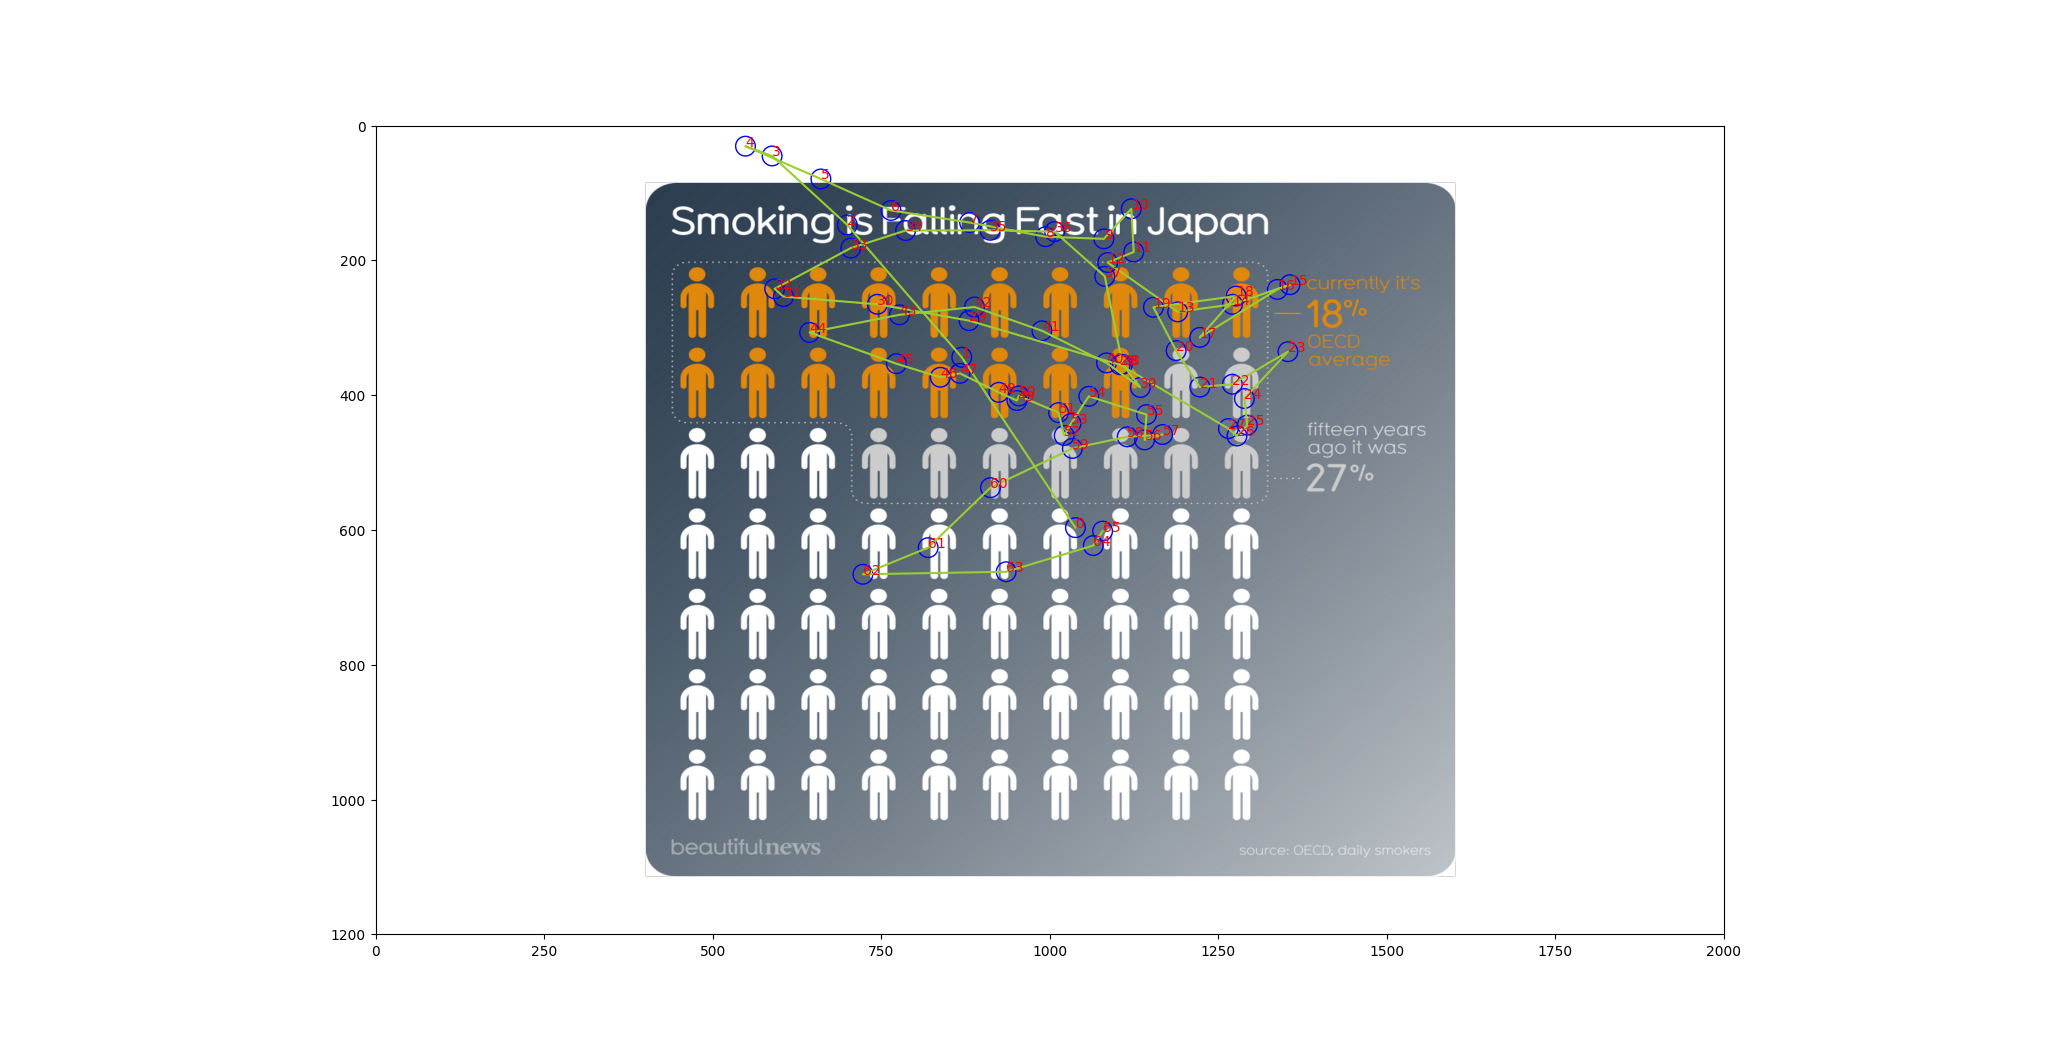 Smoking is Falling Fast in Japan
currently it's
18%
OECD
average
fifteen years
ago it was
27%
beautifulnews
source: OECD, daily smokers
0
200
400
600
800
1000
1200
0
250
500
750
1000
1250
1500
1750
2000